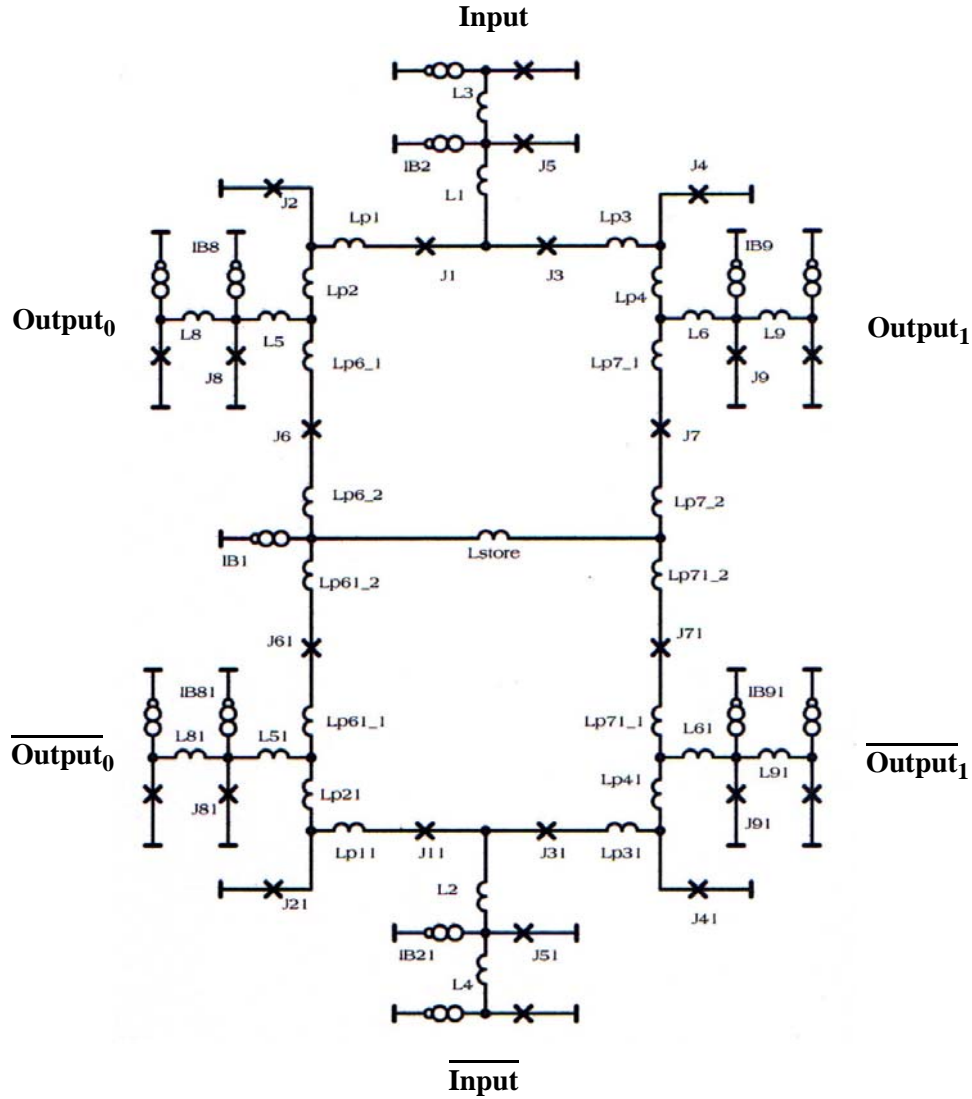 Input
L3
IB2
J5
L1
J4
J2
Lp1
Lp3
J1
J3
IB8
IB9
Lp2
Lp4
Output₀
L8
L5
L6
L9
Output₁
Lp6_1
Lp7_1
J8
J9
J6
J7
Lp6_2
Lp7_2
IB1
Lstore
Lp61_2
Lp71_2
J61
J71
IB81
IB91
Lp61_1
Lp71_1
L81
L51
L61
L91
Output₀
Output₁
Lp21
Lp41
J81
J91
Lp11
J11
J31
Lp31
L2
J21
J41
IB21
J51
L4
Input